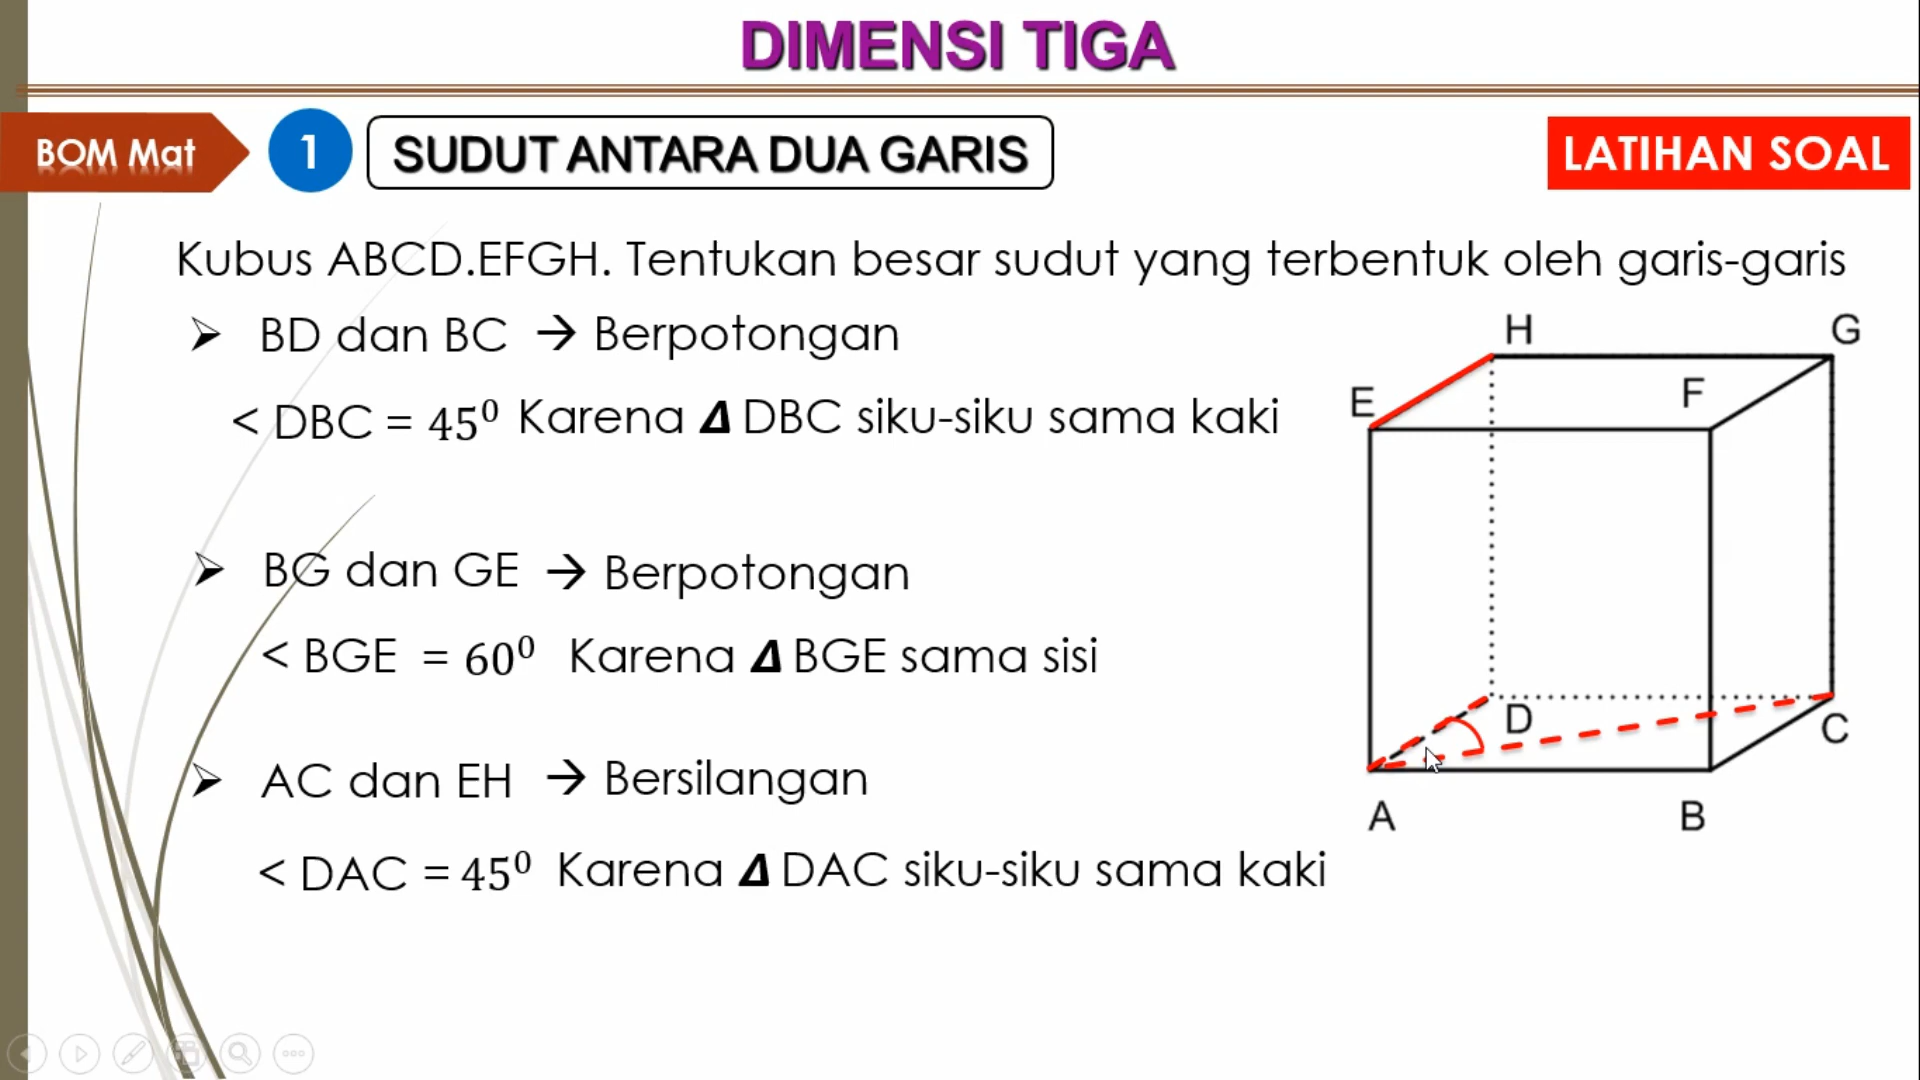 DIMENSI TIGA
BOM Mat
1
SUDUT ANTARA DUA GARIS
LATIHAN SOAL
Kubus ABCD.EFGH. Tentukan besar sudut yang terbentuk oleh garis-garis
➢ BD dan BC → Berpotongan
< DBC = 45⁰ Karena Δ DBC siku-siku sama kaki
➢ BG dan GE → Berpotongan
< BGE = 60⁰ Karena Δ BGE sama sisi
➢ AC dan EH → Bersilangan
< DAC = 45⁰ Karena Δ DAC siku-siku sama kaki
H G
E F
D C
A B